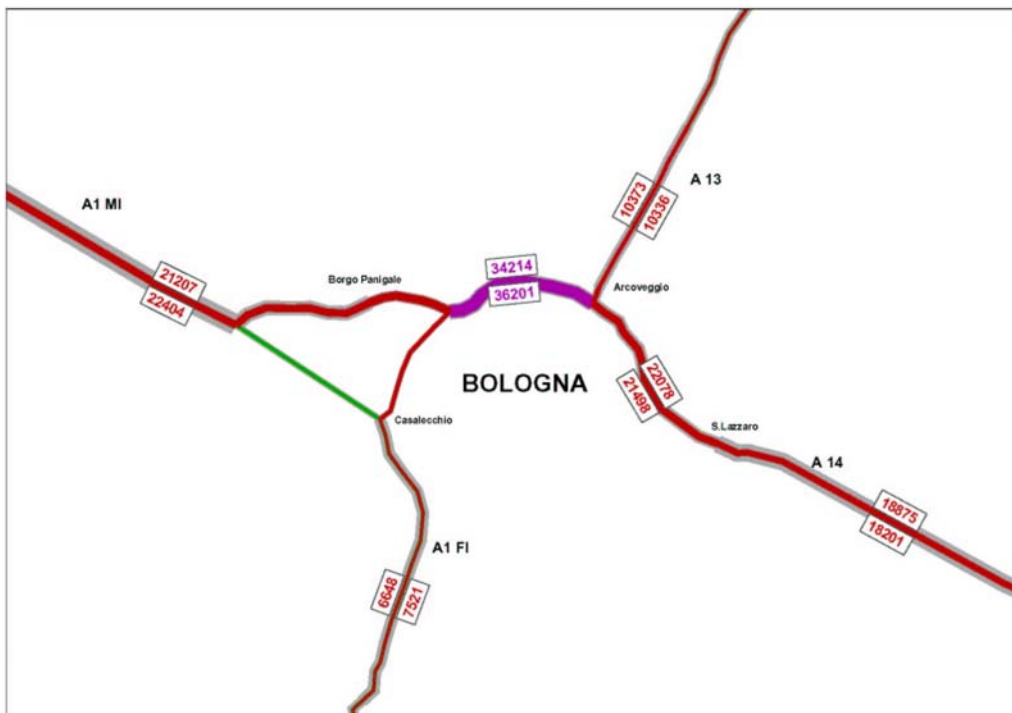 A 13
10373
10336
A1 MI
34214
36201
Borgo Panigale
21207
22404
Arcoveggio
BOLOGNA
22078
21498
Casalecchio
S.Lazzaro
A 14
18875
18201
A1 FI
6648
7521